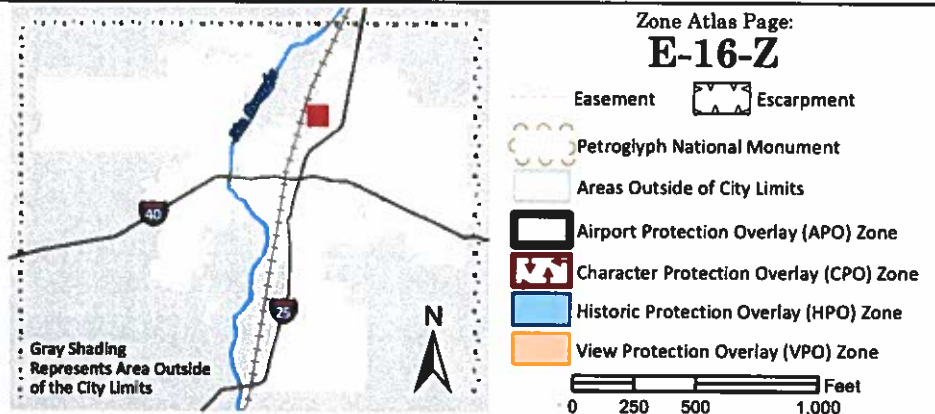 Zone Atlas Page:
E-16-Z
Easement
Escarpment
Petroglyph National Monument
Areas Outside of City Limits
Airport Protection Overlay (APO) Zone
Character Protection Overlay (CPO) Zone
Historic Protection Overlay (HPO) Zone
View Protection Overlay (VPO) Zone
Feet
0 250 500 1,000
40
25
N
Gray Shading
Represents Area Outside
of the City Limits